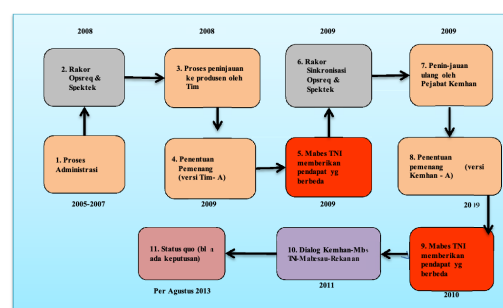 2008
2008
2009
2009
2. Rakor
Opsreq &
Spektek
3. Proses peninjauan
ke produsen oleh
Tim
6. Rakor
Sinkronisasi
Opsreq &
Spektek
7. Penin-jauan
ulang oleh
Pejabat Kemhan
1. Proses
Administrasi
4. Penentuan
Pemenang
(versi Tim- A)
5. Mabes TNI
memberikan
pendapat yg
berbeda
8. Penentuan
pemenang (versi
Kemhan - A)
2005-2007
2009
2009
11. Status quo
ada keputusan)
10. Dialog Kemhan-Mbs
TNI-Mabesau-Rekanan
9. Mabes TNI
memberikan
pendapat yg
berbeda
Per Agustus 2013
2011
2010